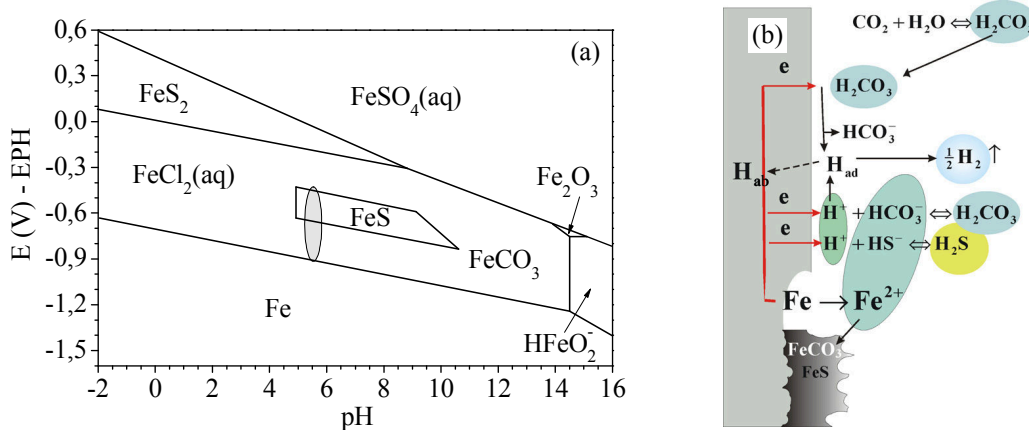 (a)
0,6
0,3
0,0
-0,3
-0,6
-0,9
-1,2
-1,5
E (V) - EPH
FeS₂
FeSO₄(aq)
FeCl₂(aq)
Fe₂O₃
FeS
FeCO₃
Fe
HFeO₂⁻
-2 0 2 4 6 8 10 12 14 16
pH
(b)
CO₂ + H₂O ⇔ H₂CO₃
e
H₂CO₃
HCO₃⁻
H_ab
H_ad
½ H₂ ↑
e
H⁺ + HCO₃⁻ ⇔ H₂CO₃
e
H⁺ + HS⁻ ⇔ H₂S
Fe → Fe²⁺
FeCO₃
FeS